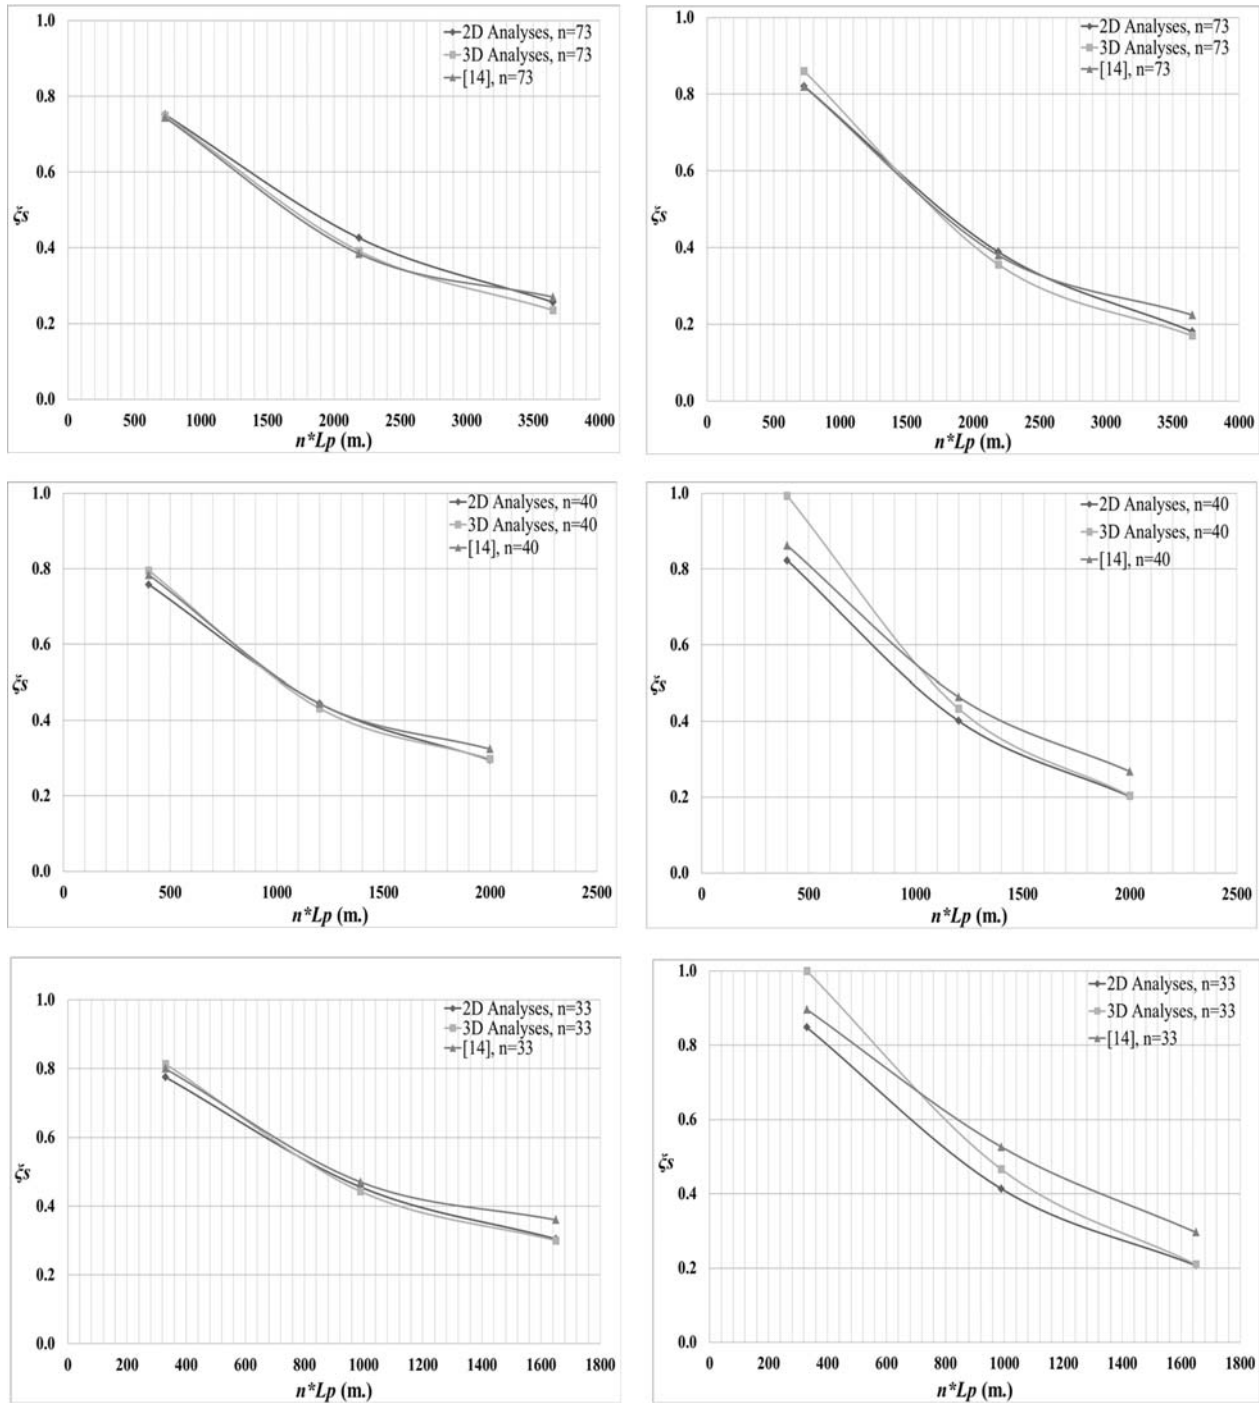 1.0
2D Analyses, n=73
3D Analyses, n=73
[14], n=73
0.8
0.6
ξs
0.4
0.2
0.0
0 500 1000 1500 2000 2500 3000 3500 4000
n*Lp (m.)
1.0
2D Analyses, n=73
3D Analyses, n=73
[14], n=73
0.8
0.6
ξs
0.4
0.2
0.0
0 500 1000 1500 2000 2500 3000 3500 4000
n*Lp (m.)
1.0
2D Analyses, n=40
3D Analyses, n=40
[14], n=40
0.8
0.6
ξs
0.4
0.2
0.0
0 500 1000 1500 2000 2500
n*Lp (m.)
1.0
2D Analyses, n=40
3D Analyses, n=40
[14], n=40
0.8
0.6
ξs
0.4
0.2
0.0
0 500 1000 1500 2000 2500
n*Lp (m.)
1.0
2D Analyses, n=33
3D Analyses, n=33
[14], n=33
0.8
0.6
ξs
0.4
0.2
0.0
0 200 400 600 800 1000 1200 1400 1600 1800
n*Lp (m.)
1.0
2D Analyses, n=33
3D Analyses, n=33
[14], n=33
0.8
0.6
ξs
0.4
0.2
0.0
0 200 400 600 800 1000 1200 1400 1600 1800
n*Lp (m.)